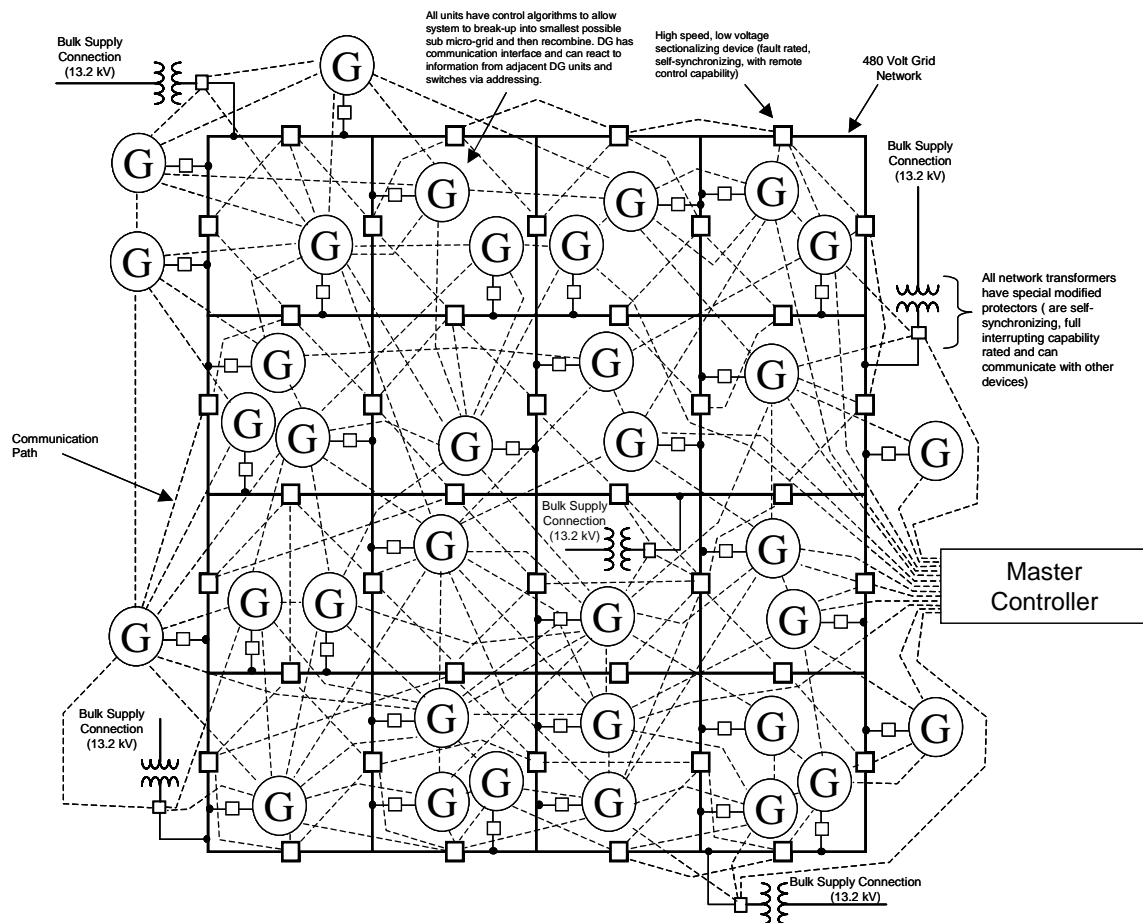 All units have control algorithms to allow
system to break-up into smallest possible
sub micro-grid and then recombine. DG has
communication interface and can react to
information from adjacent DG units and
switches via addressing.
High speed, low voltage
sectionalizing device (fault rated,
self-synchronizing, with remote
control capability)
480 Volt Grid
Network
Bulk Supply
Connection
(13.2 kV)
G
G
G
G
G
Bulk Supply
Connection
(13.2 kV)
G
G
G
G
G
All network transformers
have special modified
protectors ( are self-
synchronizing, full
interrupting capability
rated and can
communicate with other
devices)
G
G
G
G
G
G
G
G
Communication
Path
Bulk Supply
Connection
(13.2 kV)
G
G
Master
Controller
G
G
G
G
G
Bulk Supply
Connection
(13.2 kV)
G
G
G
G
G
G
G
G
G
G
Bulk Supply Connection
(13.2 kV)